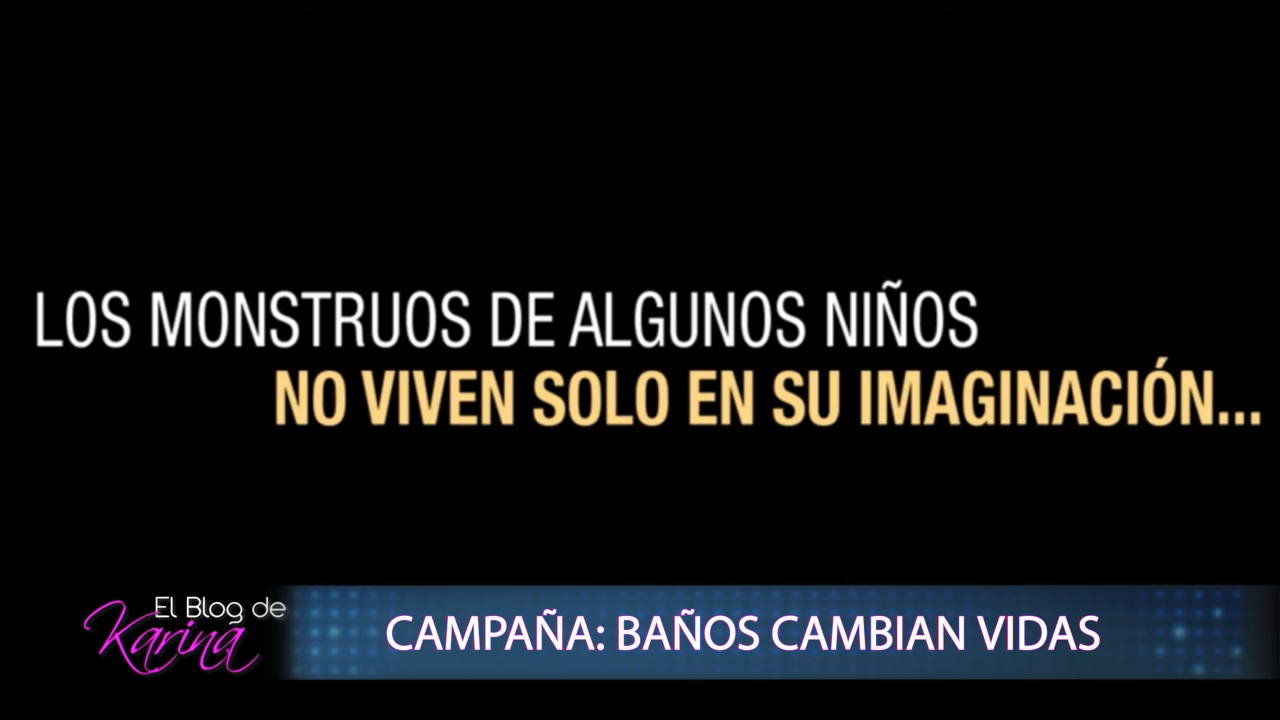 LOS MONSTRUOS DE ALGUNOS NIÑOS
NO VIVEN SOLO EN SU IMAGINACIÓN...
El Blog de
Karina
CAMPAÑA: BAÑOS CAMBIAN VIDAS